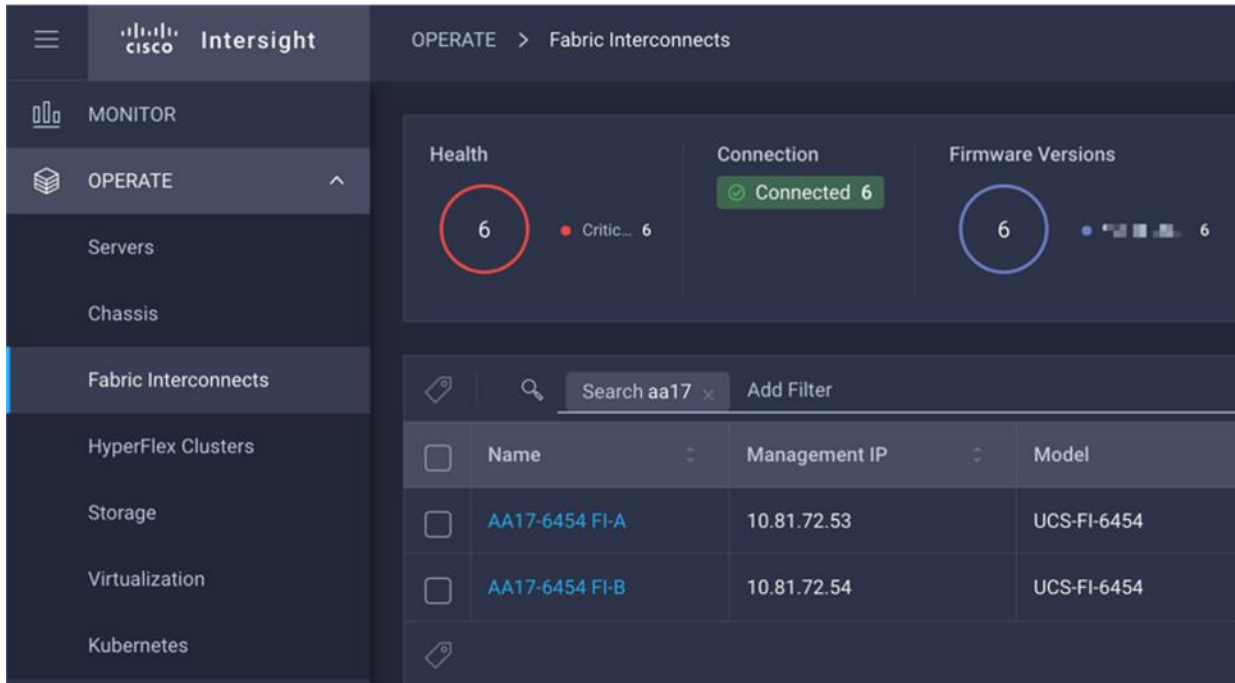 CISCO Intersight
OPERATE > Fabric Interconnects
MONITOR
OPERATE
Servers
Chassis
Fabric Interconnects
HyperFlex Clusters
Storage
Virtualization
Kubernetes
Health
6
Critic... 6
Connection
Connected 6
Firmware Versions
6
6
Search aa17 × Add Filter
Name Management IP Model
AA17-6454 FI-A 10.81.72.53 UCS-FI-6454
AA17-6454 FI-B 10.81.72.54 UCS-FI-6454